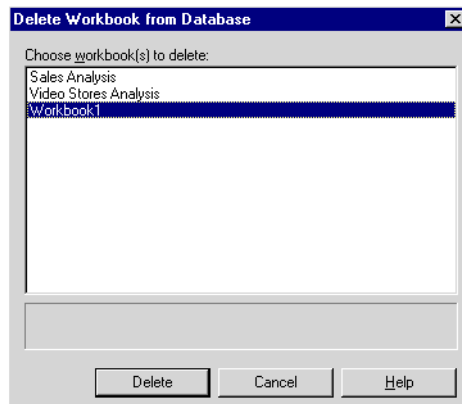 Delete Workbook from Database
Choose workbook(s) to delete:
Sales Analysis
Video Stores Analysis
Workbook1
Delete Cancel Help